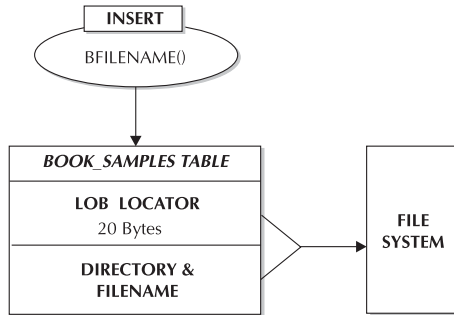 INSERT
BFILENAME()
BOOK_SAMPLES TABLE
LOB LOCATOR
20 Bytes
DIRECTORY &
FILENAME
FILE
SYSTEM